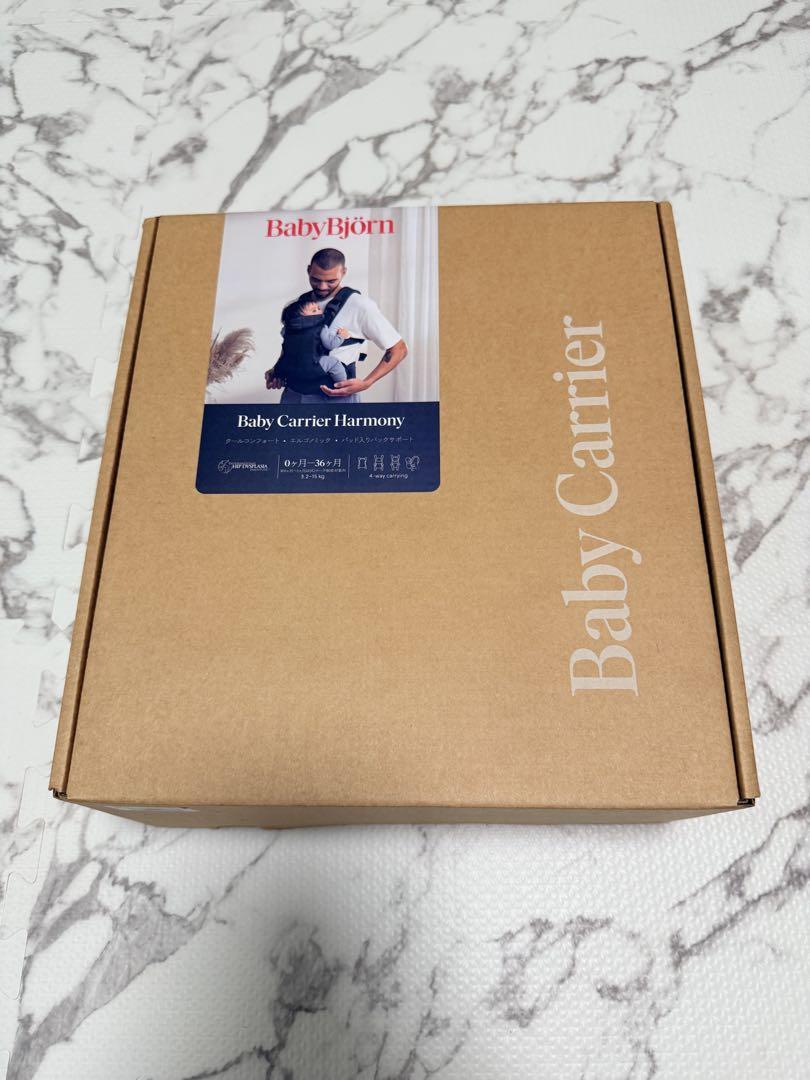 BabyBjörn
Baby Carrier Harmony
クールコンフォート・エルゴノミック・パッド入りバックサポート
HIP DYSPLASIA
0ヶ月–36ヶ月
3.2–15 kg
4-way carrying
Baby Carrier